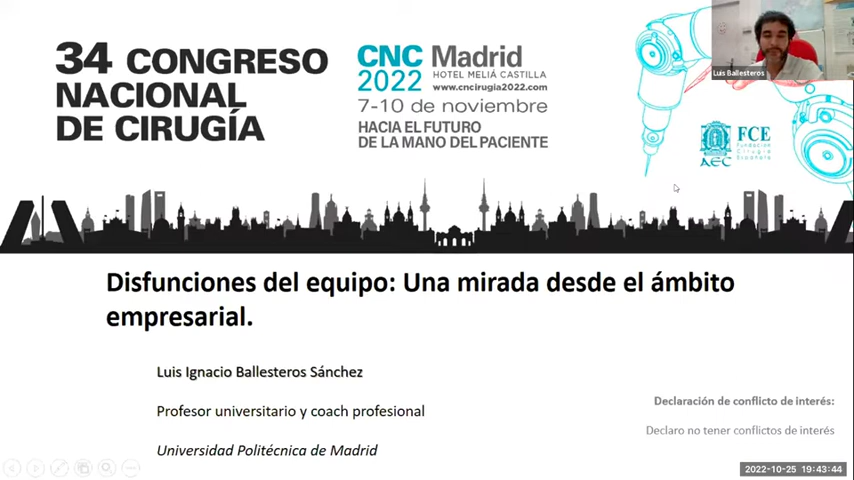 34 CONGRESO
NACIONAL
DE CIRUGÍA
CNC Madrid
2022 HOTEL MELIÁ CASTILLA
www.cncirugia2022.com
7-10 de noviembre
HACIA EL FUTURO
DE LA MANO DEL PACIENTE
Luis Ballesteros
AEC
FCE
Fundación
Cirugía
Española
Disfunciones del equipo: Una mirada desde el ámbito
empresarial.
Luis Ignacio Ballesteros Sánchez
Profesor universitario y coach profesional
Universidad Politécnica de Madrid
Declaración de conflicto de interés:
Declaro no tener conflictos de interés
2022-10-25 19:43:44